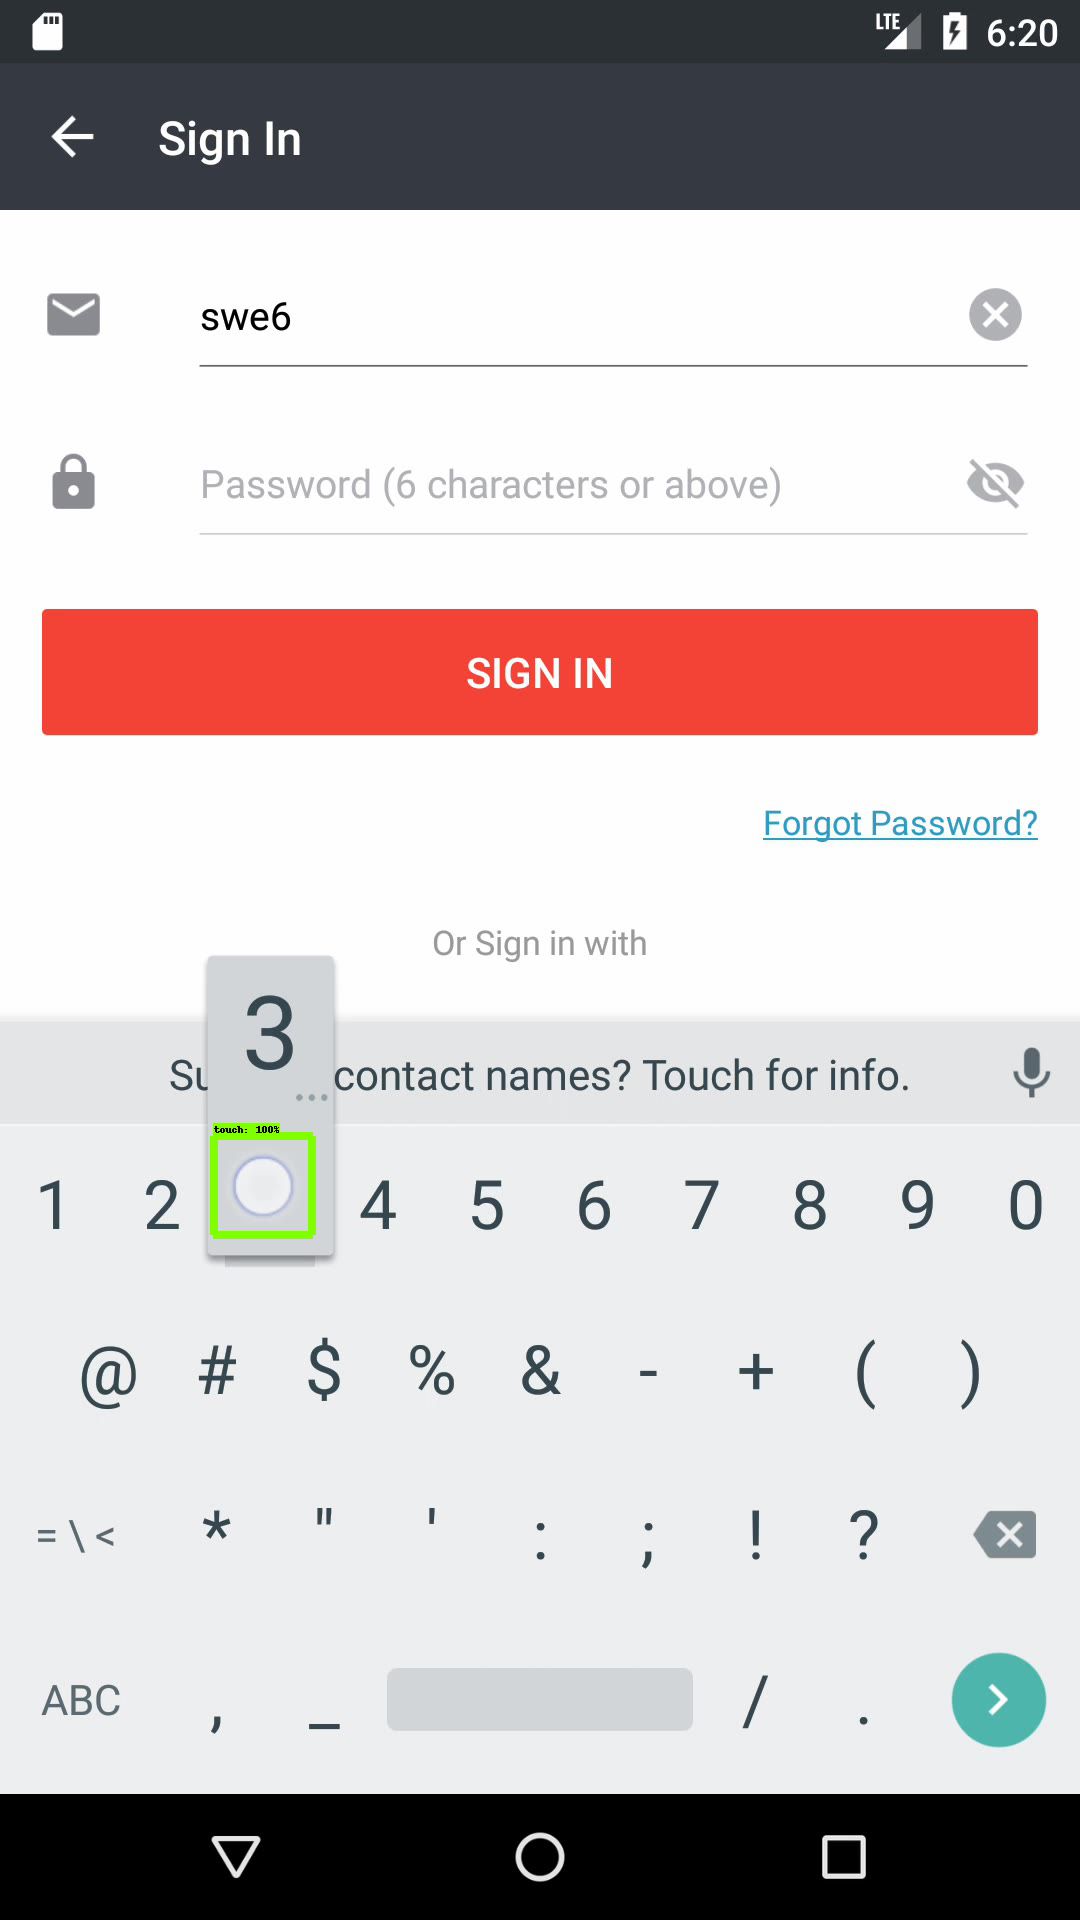 LTE 6:20
Sign In
swe6
Password (6 characters or above)
SIGN IN
Forgot Password?
Or Sign in with
3
Su contact names? Touch for info.
touch: 100%
1 2 4 5 6 7 8 9 0
@ # $ % & - + ( )
= \ < * " ' : ; ! ?
ABC , _ / .